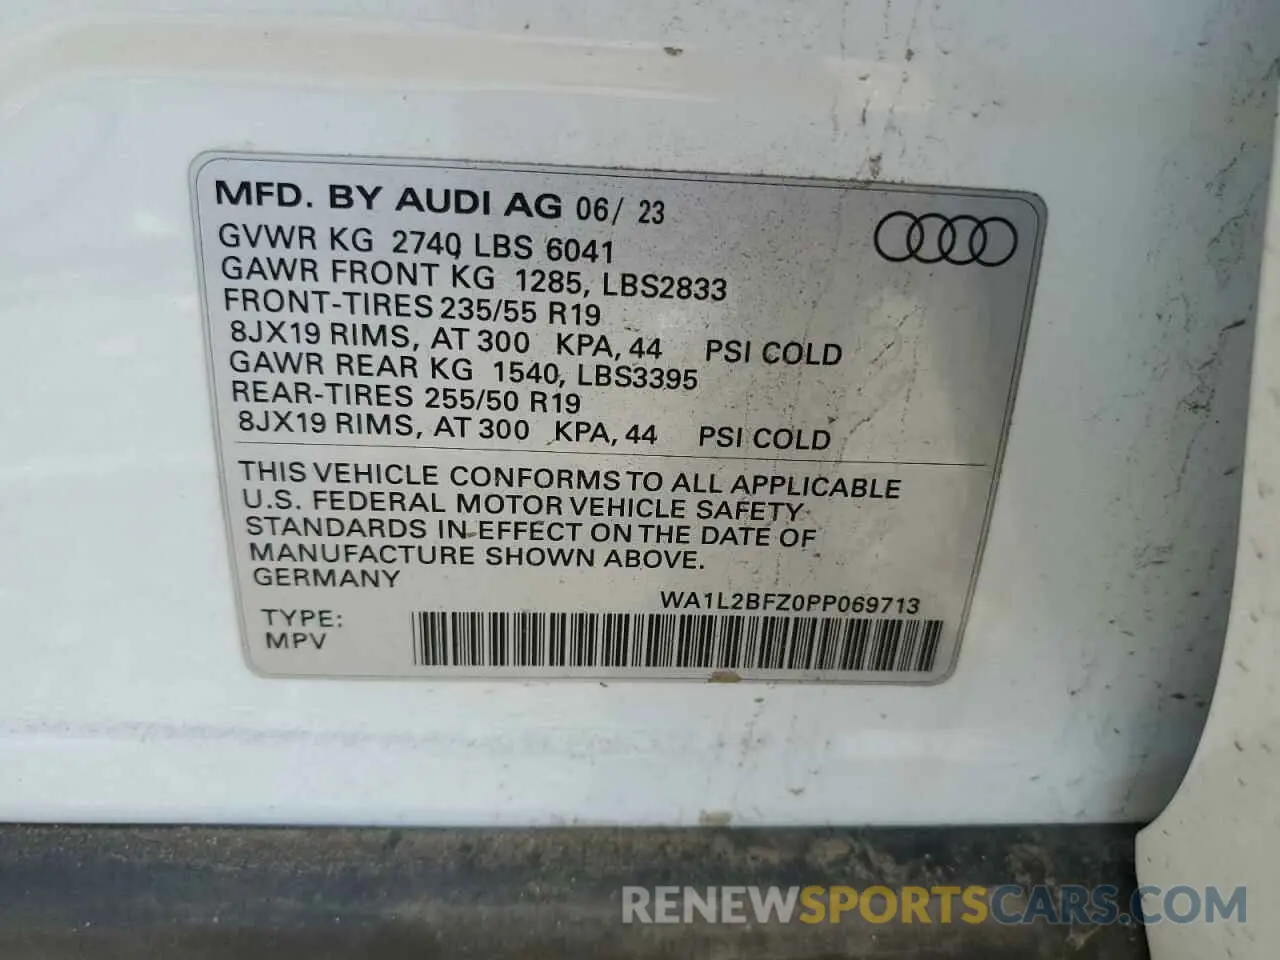 MFD. BY AUDI AG 06/ 23
GVWR KG 2740 LBS 6041
GAWR FRONT KG 1285, LBS2833
FRONT-TIRES 235/55 R19
8JX19 RIMS, AT 300 KPA, 44 PSI COLD
GAWR REAR KG 1540, LBS3395
REAR-TIRES 255/50 R19
8JX19 RIMS, AT 300 KPA, 44 PSI COLD
THIS VEHICLE CONFORMS TO ALL APPLICABLE
U.S. FEDERAL MOTOR VEHICLE SAFETY
STANDARDS IN EFFECT ON THE DATE OF
MANUFACTURE SHOWN ABOVE.
GERMANY
WA1L2BFZ0PP069713
TYPE:
MPV
RENEWSPORTSCARS.COM